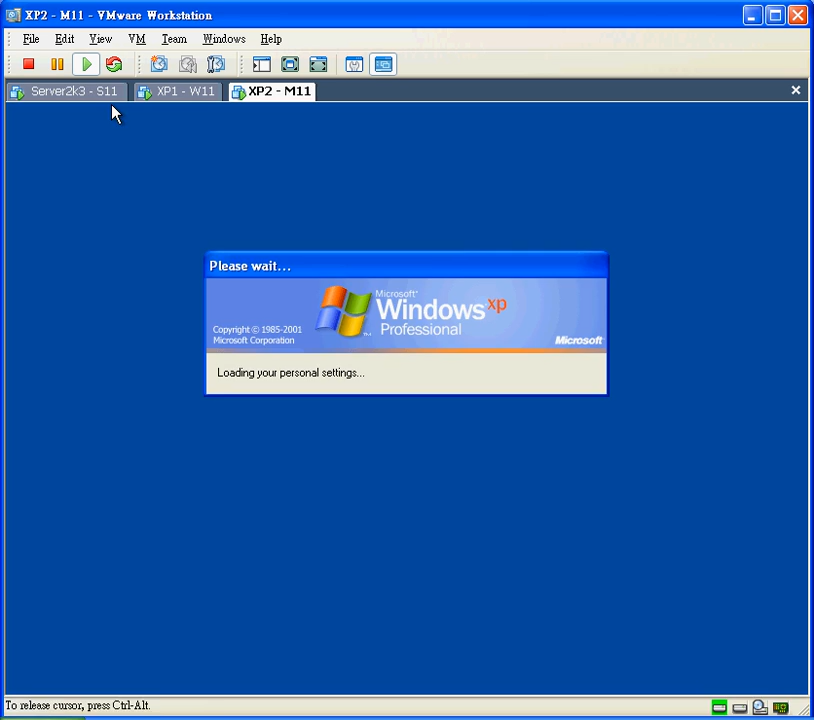 XP2 - M11 - VMware Workstation
File Edit View VM Team Windows Help
Server2k3 - S11 XP1 - W11 XP2 - M11
Please wait...
Microsoft®
Windows xp
Professional
Copyright © 1985-2001
Microsoft Corporation
Microsoft
Loading your personal settings...
To release cursor, press Ctrl-Alt.